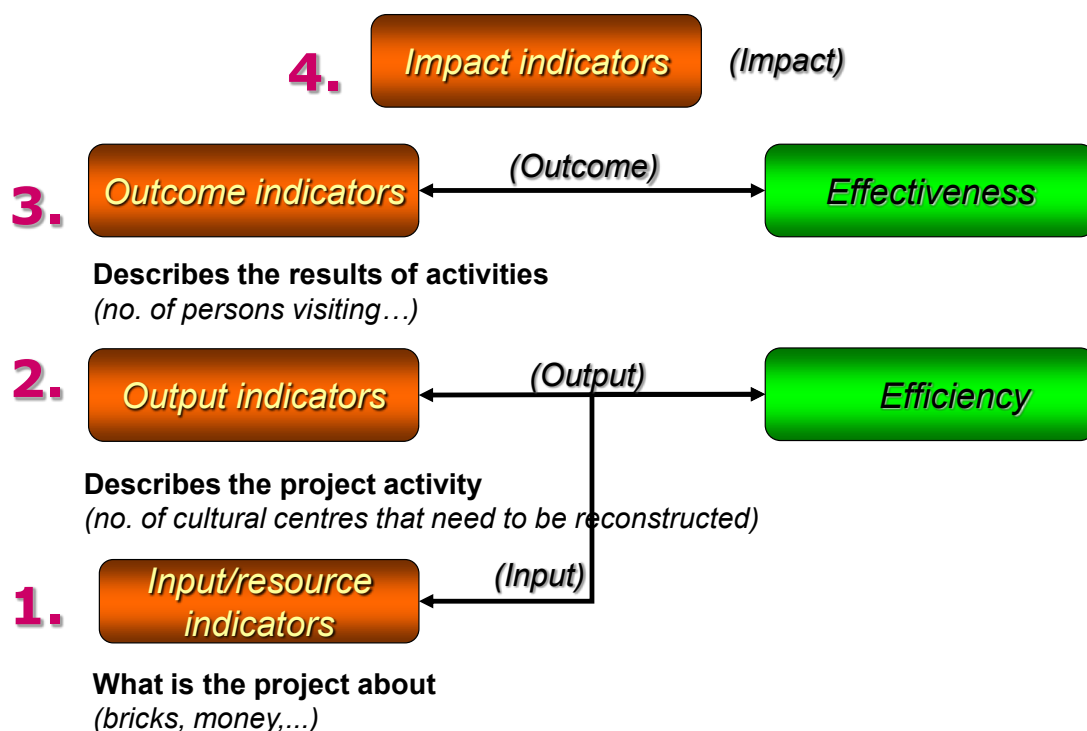 4.
Impact indicators
(Impact)
3.
Outcome indicators
(Outcome)
Effectiveness
Describes the results of activities
(no. of persons visiting…)
2.
Output indicators
(Output)
Efficiency
Describes the project activity
(no. of cultural centres that need to be reconstructed)
1.
Input/resource
indicators
(Input)
What is the project about
(bricks, money,...)